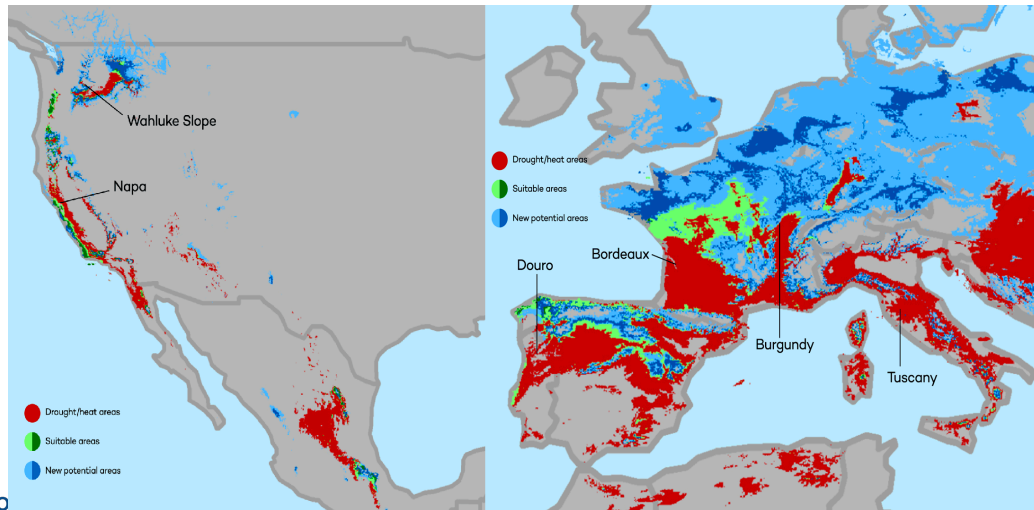 Wahluke Slope
Napa
Drought/heat areas
Suitable areas
New potential areas
Drought/heat areas
Suitable areas
New potential areas
Bordeaux
Douro
Burgundy
Tuscany